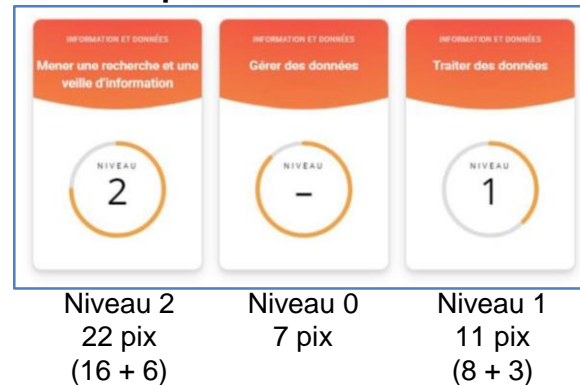 INFORMATION ET DONNÉES
Mener une recherche et une
veille d'information
NIVEAU
2
INFORMATION ET DONNÉES
Gérer des données
NIVEAU
–
INFORMATION ET DONNÉES
Traiter des données
NIVEAU
1
Niveau 2
22 pix
(16 + 6)
Niveau 0
7 pix
Niveau 1
11 pix
(8 + 3)